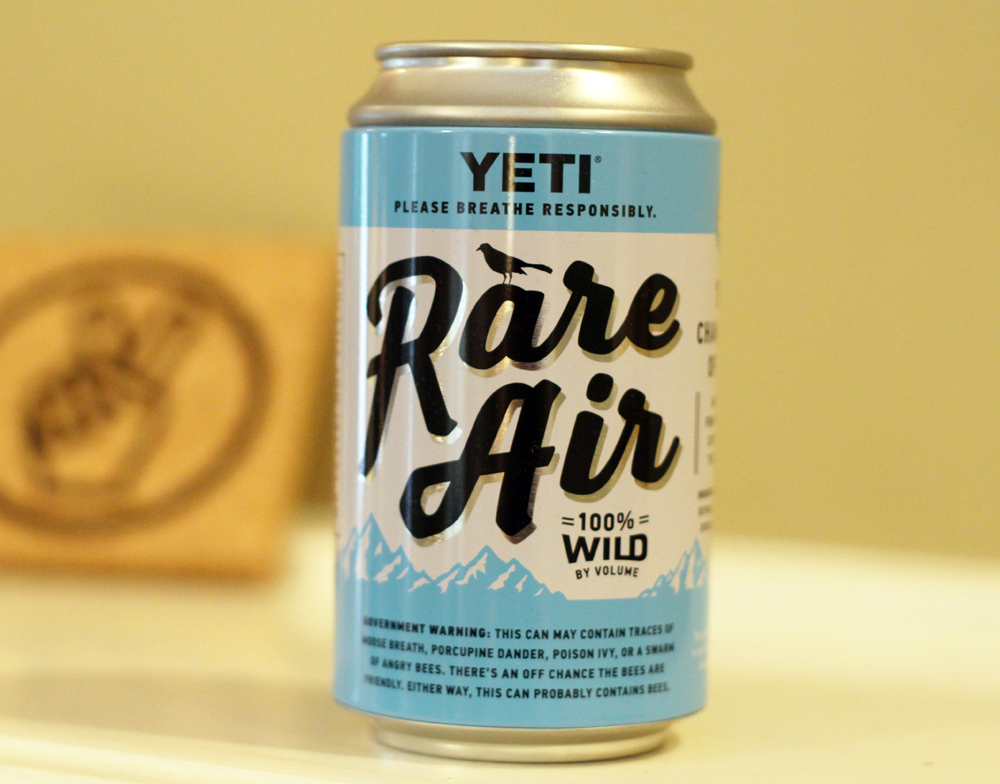 YETI®
PLEASE BREATHE RESPONSIBLY.
Rare
Air
=100%=
WILD
BY VOLUME
GOVERNMENT WARNING: THIS CAN MAY CONTAIN TRACES OF
MOOSE BREATH, PORCUPINE DANDER, POISON IVY, OR A SWARM
OF ANGRY BEES. THERE'S AN OFF CHANCE THE BEES ARE
FRIENDLY. EITHER WAY, THIS CAN PROBABLY CONTAINS BEES.